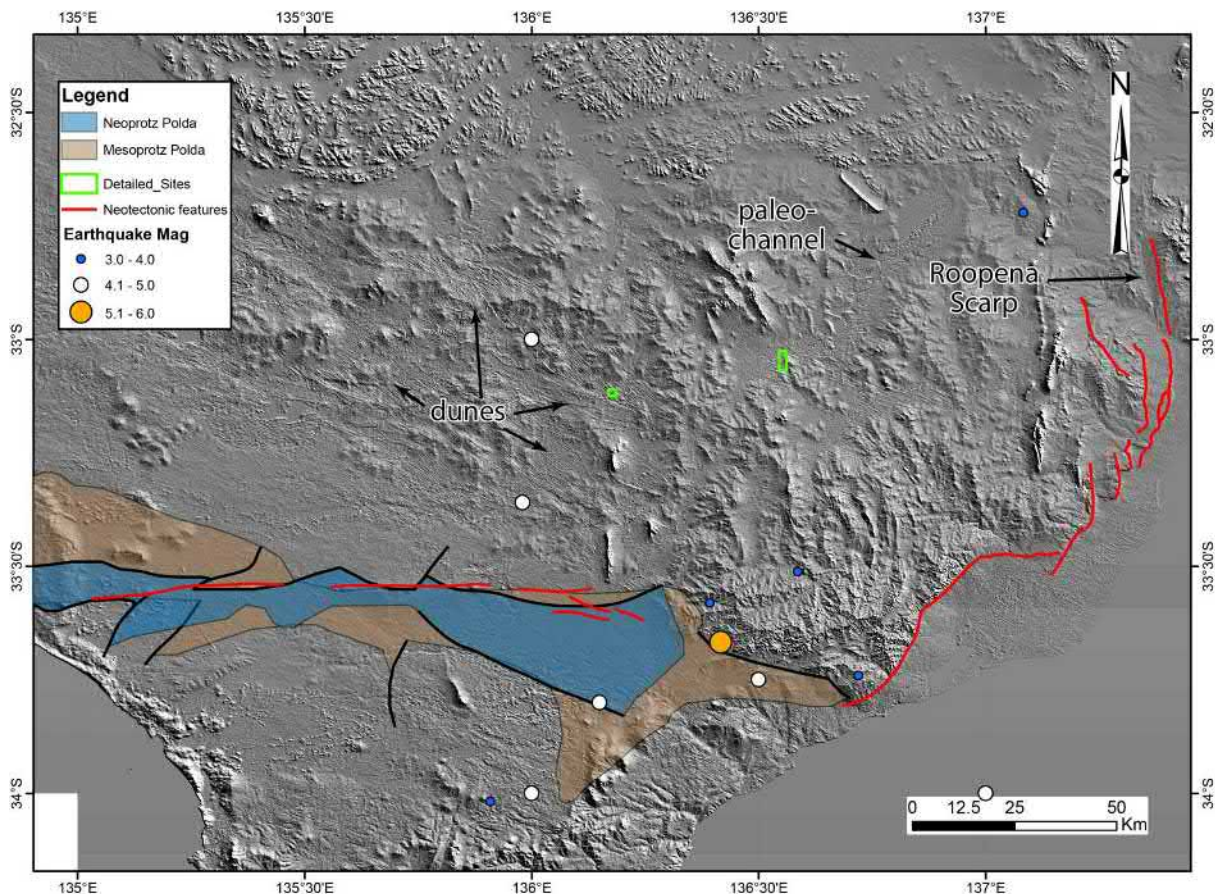 135°E 135°30'E 136°E 136°30'E 137°E
Legend
Neoprotz Polda
Mesoprotz Polda
Detailed_Sites
Neotectonic features
Earthquake Mag
3.0 - 4.0
4.1 - 5.0
5.1 - 6.0
N
32°30'S 32°30'S
paleo-
channel
Roopena
Scarp
33°S 33°S
dunes
33°30'S 33°30'S
34°S 34°S
0 12.5 25 50
Km
135°E 135°30'E 136°E 136°30'E 137°E